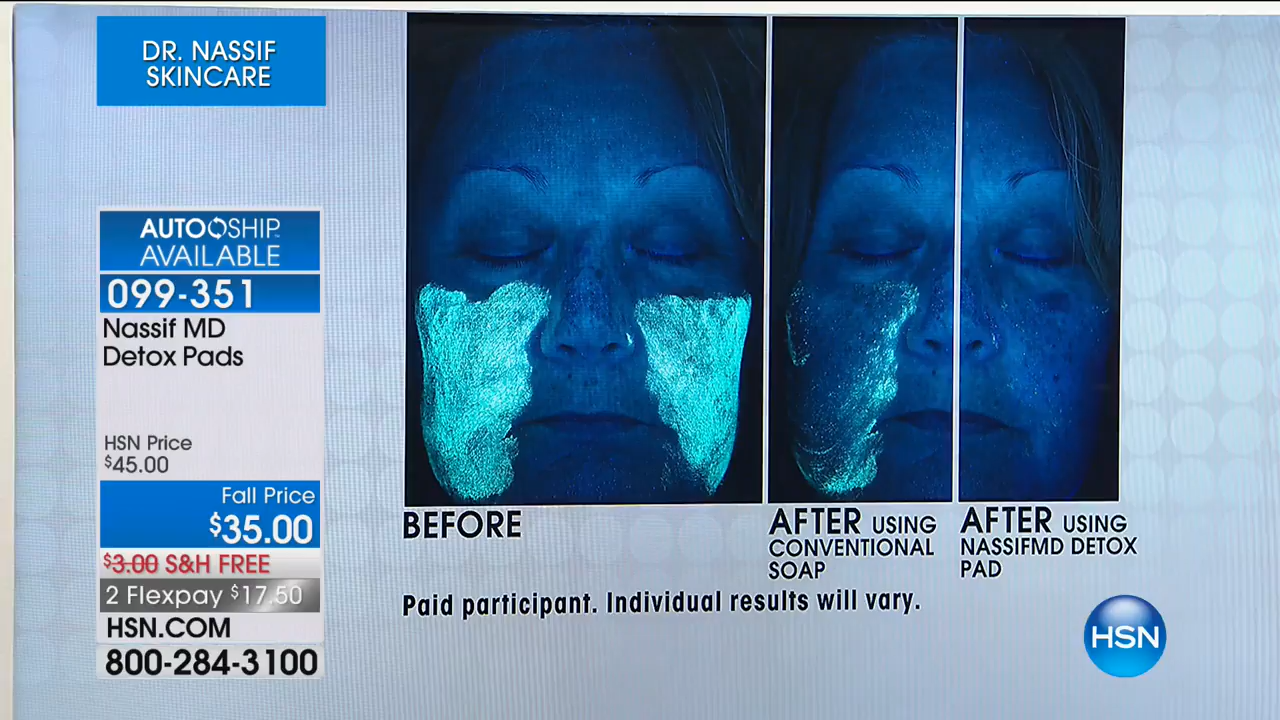 DR. NASSIF
SKINCARE
AUTO SHIP
AVAILABLE
099-351
Nassif MD
Detox Pads
HSN Price
$45.00
Fall Price
$35.00
$3.00 S&H FREE
2 Flexpay $17.50
HSN.COM
800-284-3100
BEFORE
AFTER USING
CONVENTIONAL
SOAP
AFTER USING
NASSIFMD DETOX
PAD
Paid participant. Individual results will vary.
HSN